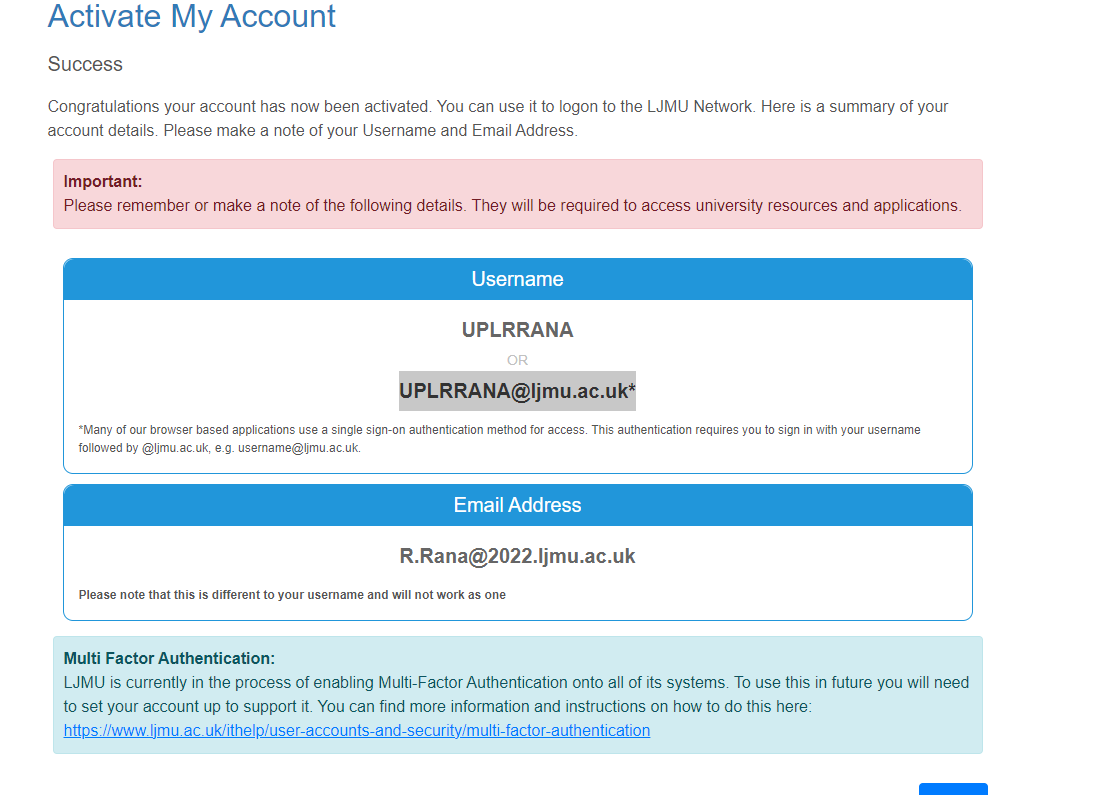 Activate My Account
Success
Congratulations your account has now been activated. You can use it to logon to the LJMU Network. Here is a summary of your
account details. Please make a note of your Username and Email Address.
Important:
Please remember or make a note of the following details. They will be required to access university resources and applications.
Username
UPLRRANA
OR
UPLRRANA@ljmu.ac.uk*
*Many of our browser based applications use a single sign-on authentication method for access. This authentication requires you to sign in with your username
followed by @ljmu.ac.uk, e.g. username@ljmu.ac.uk.
Email Address
R.Rana@2022.ljmu.ac.uk
Please note that this is different to your username and will not work as one
Multi Factor Authentication:
LJMU is currently in the process of enabling Multi-Factor Authentication onto all of its systems. To use this in future you will need
to set your account up to support it. You can find more information and instructions on how to do this here:
https://www.ljmu.ac.uk/ithelp/user-accounts-and-security/multi-factor-authentication